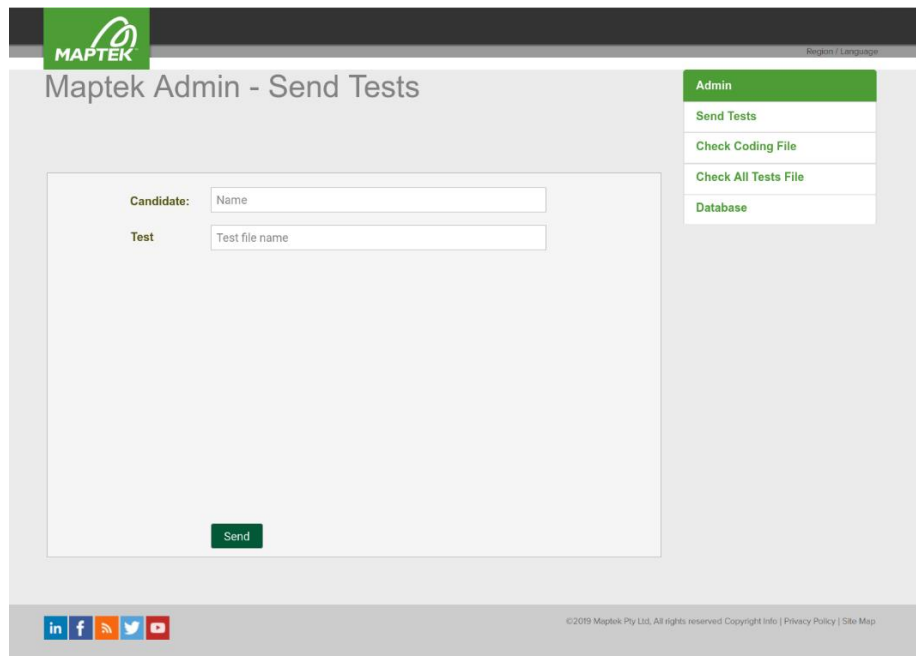 MAPTEK
Region / Language
Maptek Admin - Send Tests
Admin
Send Tests
Check Coding File
Check All Tests File
Database
Candidate: Name
Test Test file name
Send
in f
©2019 Maptek Pty Ltd, All rights reserved Copyright Info | Privacy Policy | Site Map